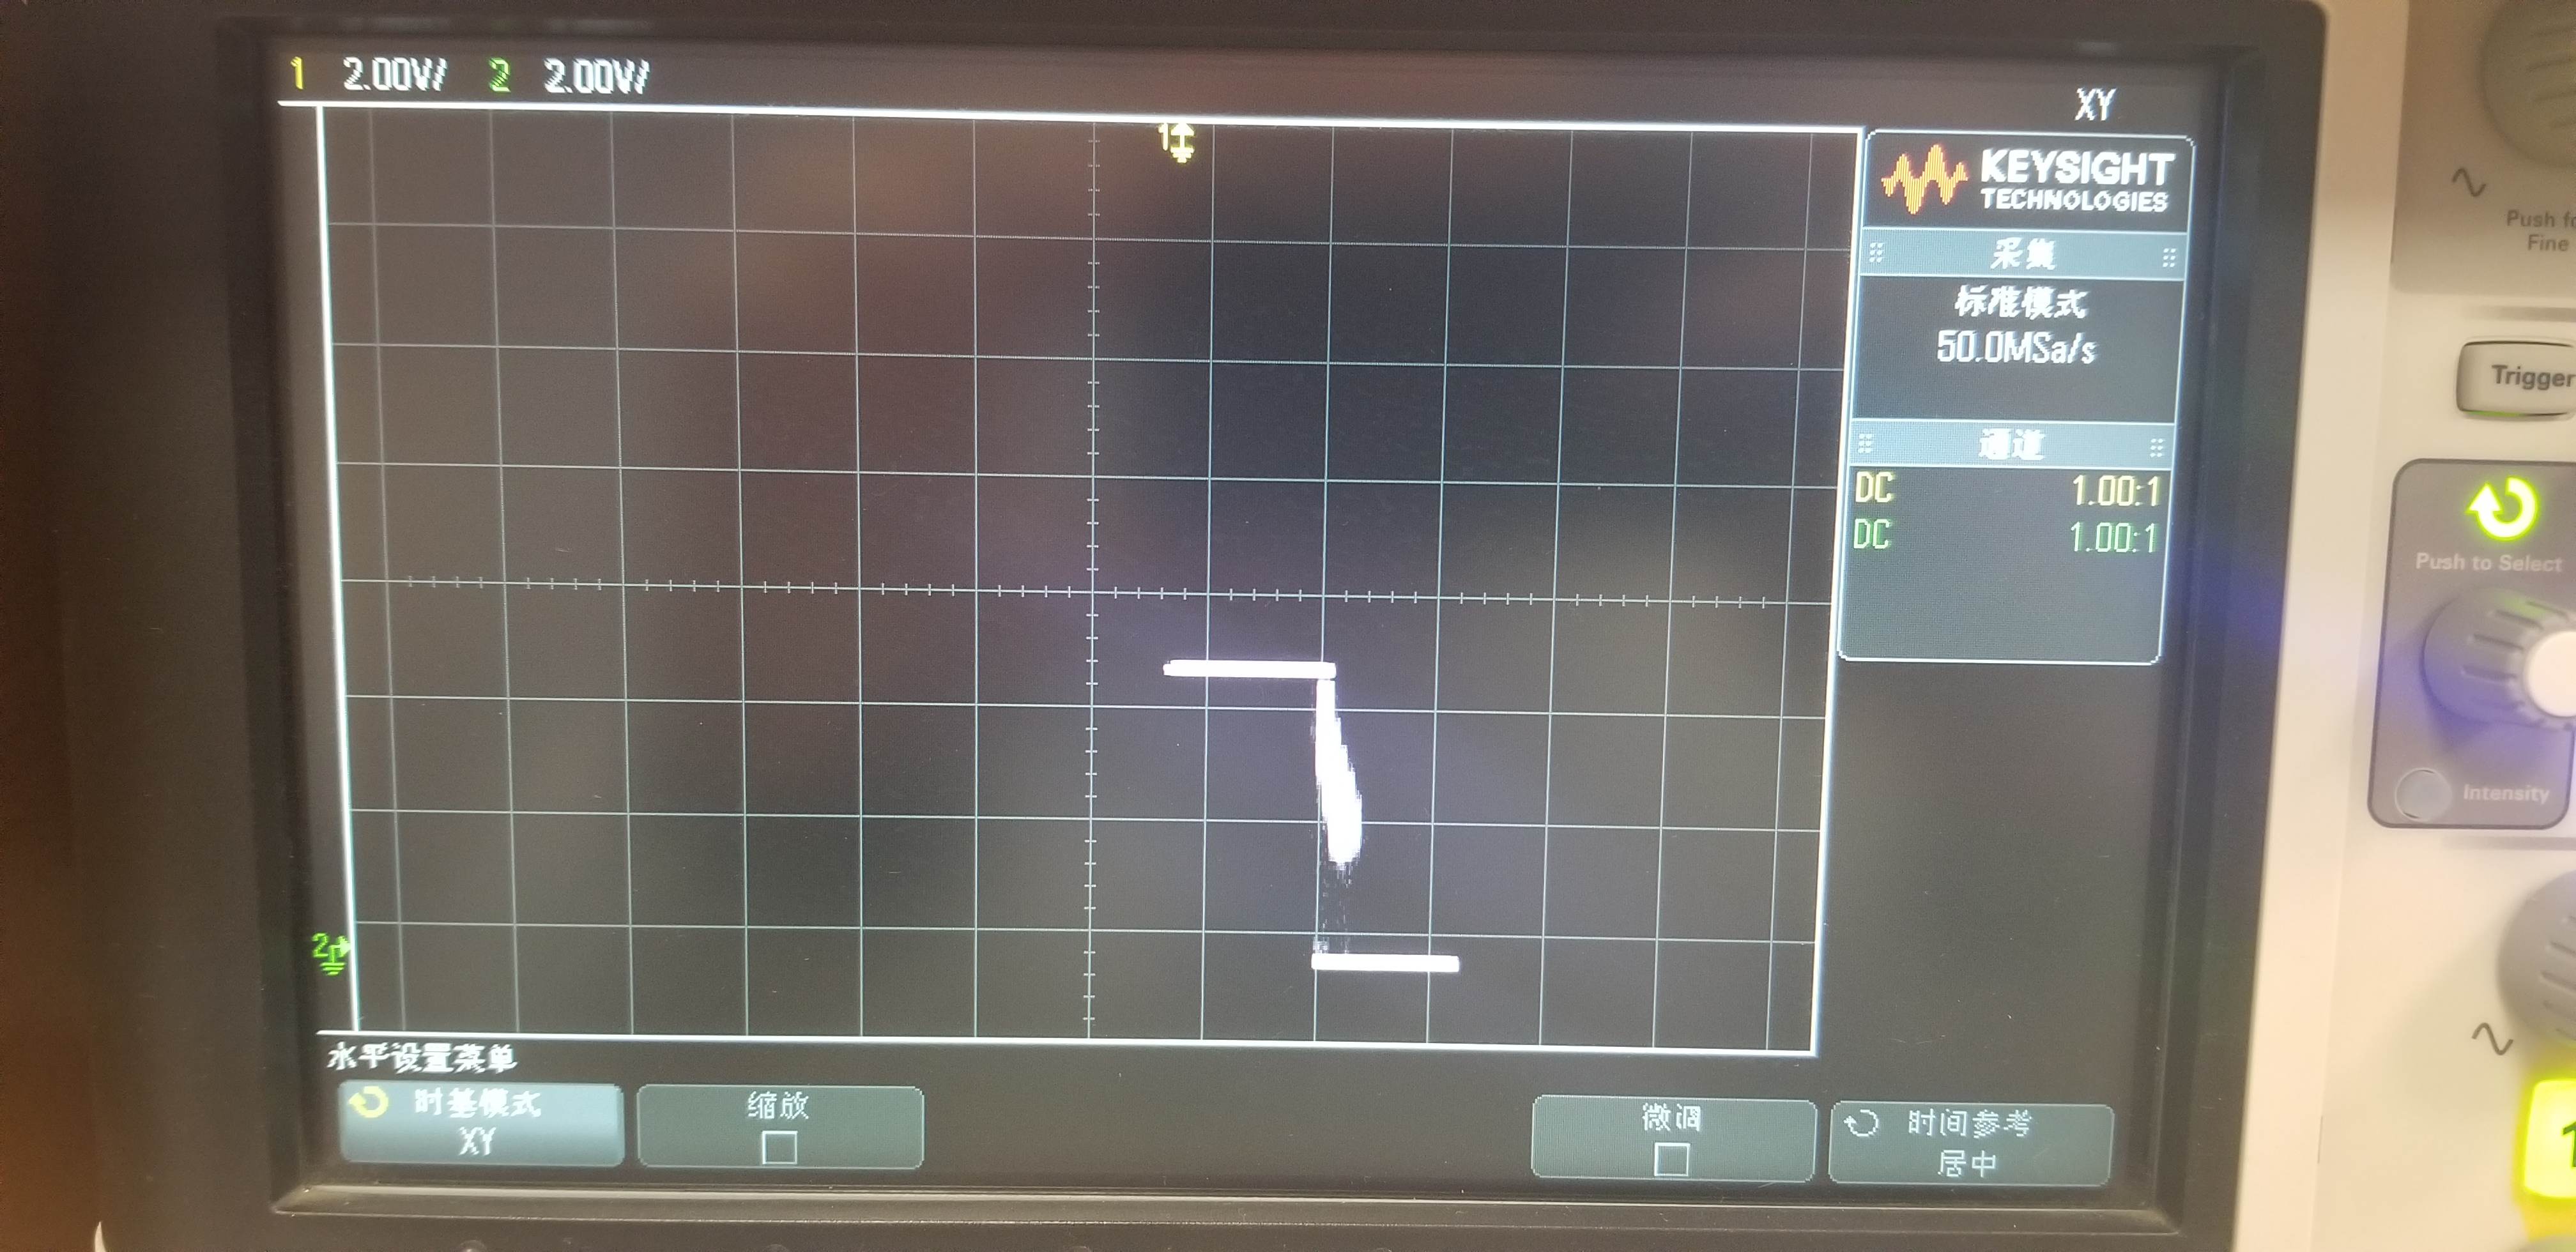 1 2.00V/ 2 2.00V/
XY
1
KEYSIGHT
TECHNOLOGIES
采集
标准模式
50.0MSa/s
通道
DC 1.00:1
DC 1.00:1
2
水平设置菜单
时基模式
XY
缩放
微调
时间参考
居中
Push fo
Fine
Trigger
Push to Select
Intensity
1